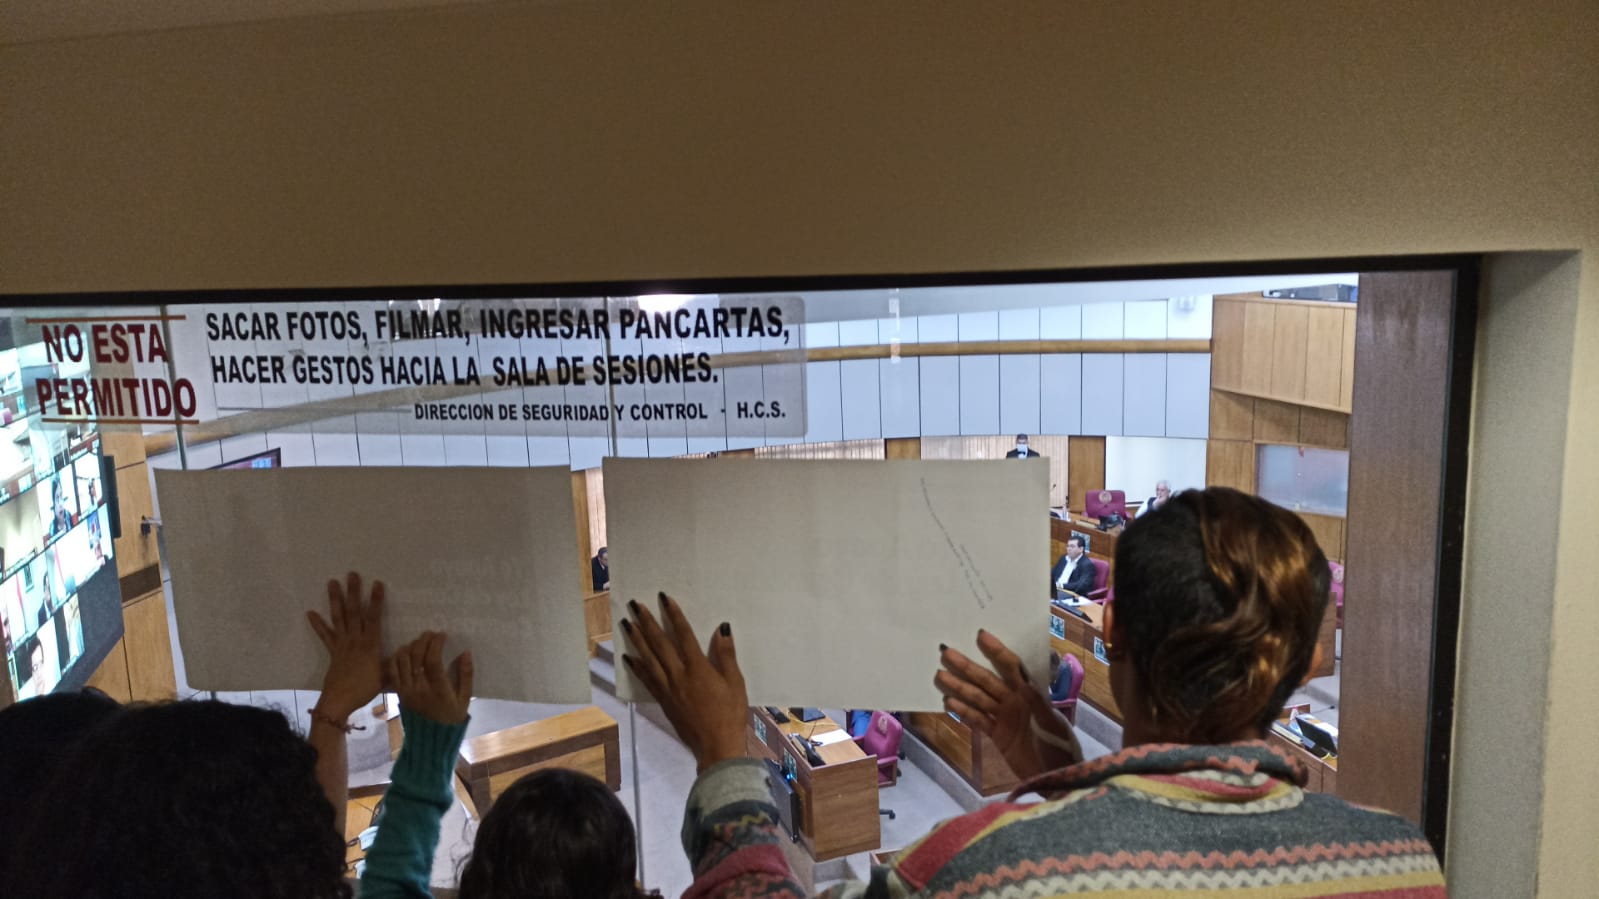 NO ESTA
PERMITIDO
SACAR FOTOS, FILMAR, INGRESAR PANCARTAS,
HACER GESTOS HACIA LA SALA DE SESIONES.
DIRECCION DE SEGURIDAD Y CONTROL - H.C.S.